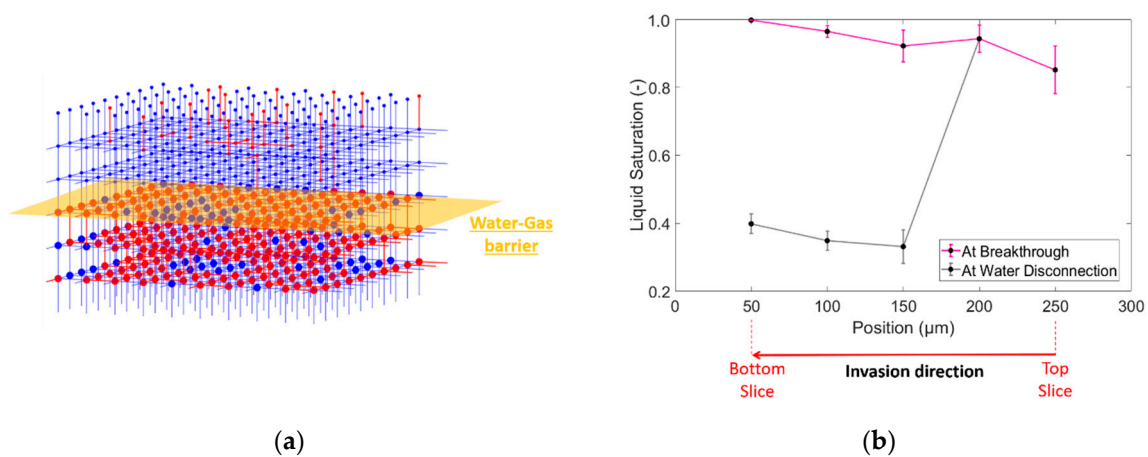 Water-Gas
barrier
(a)
1.0
0.8
0.6
0.4
0.2
Liquid Saturation (-)
At Breakthrough
At Water Disconnection
0
50
100
150
200
250
300
Position (µm)
Bottom
Slice
Invasion direction
Top
Slice
(b)